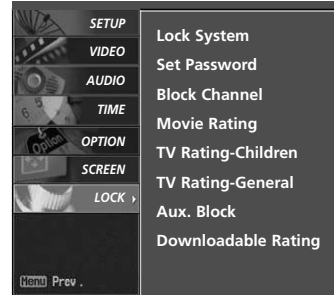 SETUP
VIDEO
AUDIO
TIME
OPTION
SCREEN
LOCK
Menu Prev.
Lock System
Set Password
Block Channel
Movie Rating
TV Rating-Children
TV Rating-General
Aux. Block
Downloadable Rating